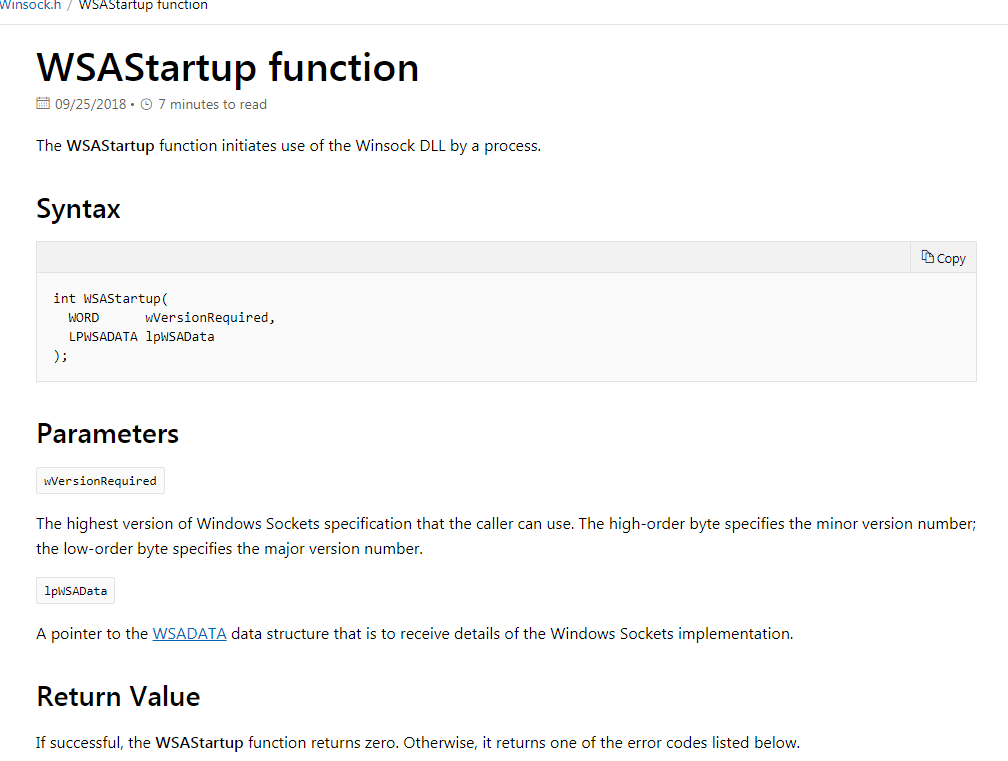 Winsock.h / WSAStartup function
WSAStartup function
09/25/2018 • 7 minutes to read
The WSAStartup function initiates use of the Winsock DLL by a process.
Syntax
Copy
int WSAStartup(
  WORD      wVersionRequired,
  LPWSADATA lpWSAData
);
Parameters
wVersionRequired
The highest version of Windows Sockets specification that the caller can use. The high-order byte specifies the minor version number;
the low-order byte specifies the major version number.
lpWSAData
A pointer to the WSADATA data structure that is to receive details of the Windows Sockets implementation.
Return Value
If successful, the WSAStartup function returns zero. Otherwise, it returns one of the error codes listed below.